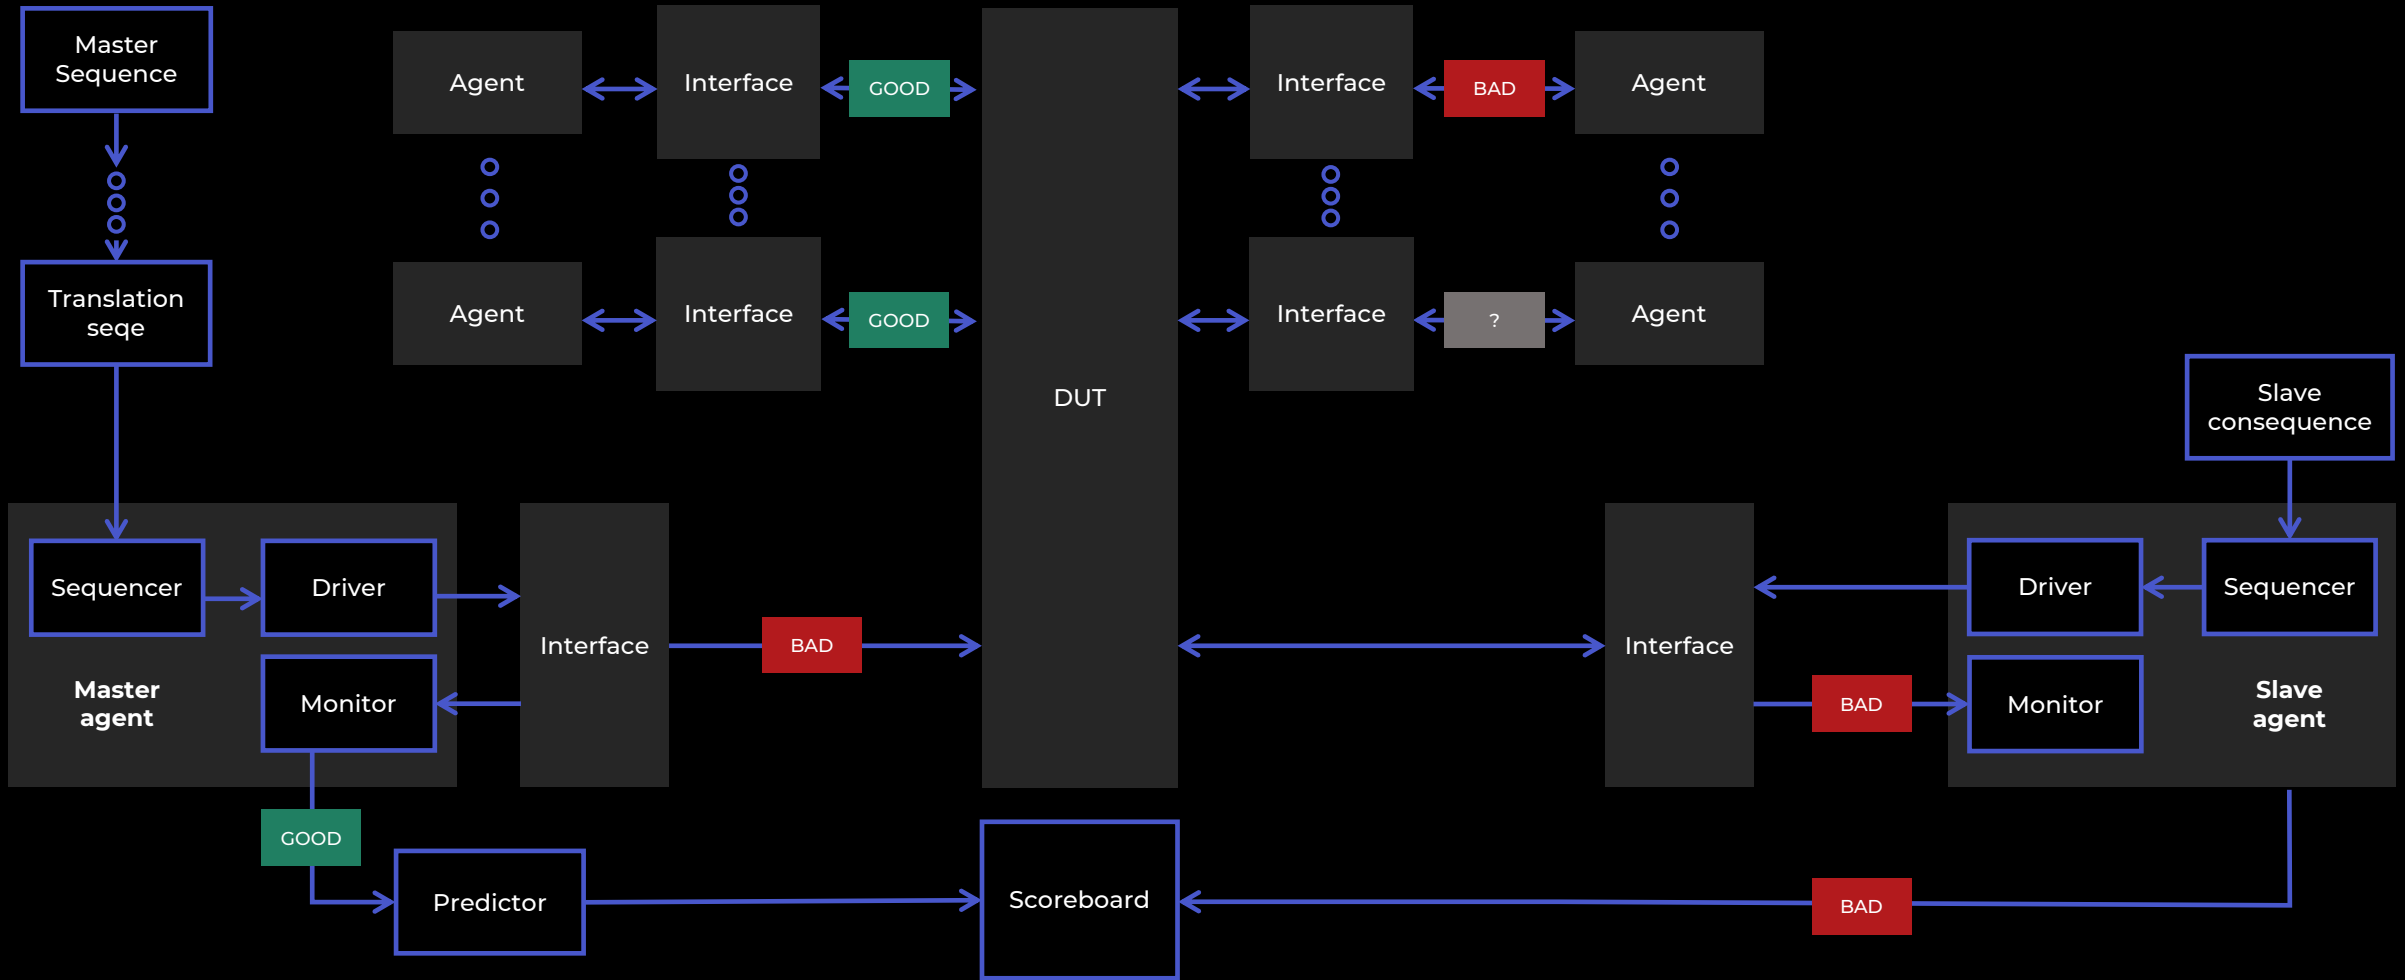 Master
Sequence
Agent
Interface
GOOD
Interface
BAD
Agent
Translation
seqe
Agent
Interface
GOOD
DUT
Interface
?
Agent
Slave
consequence
Sequencer
Driver
Interface
BAD
Interface
Driver
Sequencer
Master
agent
Monitor
BAD
Monitor
Slave
agent
GOOD
Predictor
Scoreboard
BAD